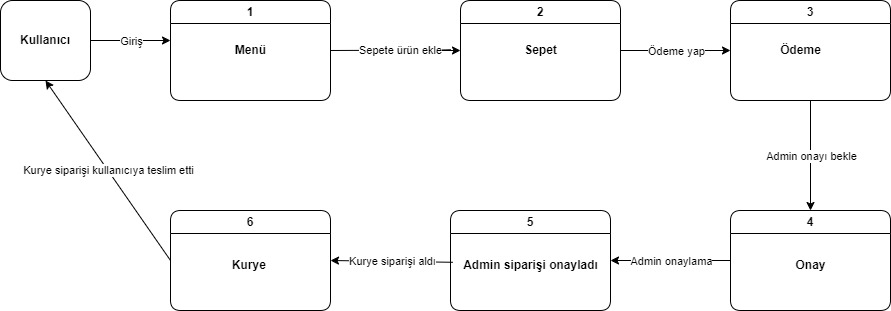 Kullanıcı
Giriş
1
Menü
Sepete ürün ekle
2
Sepet
Ödeme yap
3
Ödeme
Admin onayı bekle
4
Onay
Admin onaylama
5
Admin siparişi onayladı
Kurye siparişi aldı
6
Kurye
Kurye siparişi kullanıcıya teslim etti